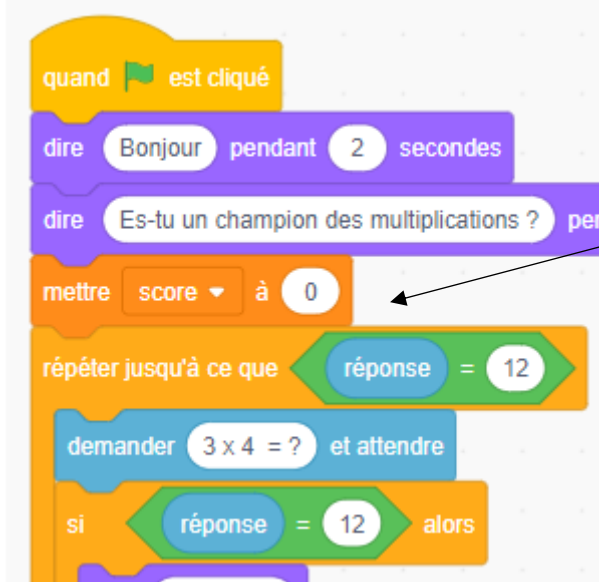 quand est cliqué
dire Bonjour pendant 2 secondes
dire Es-tu un champion des multiplications ?
mettre score à 0
répéter jusqu'à ce que réponse = 12
demander 3 x 4 = ? et attendre
si réponse = 12 alors